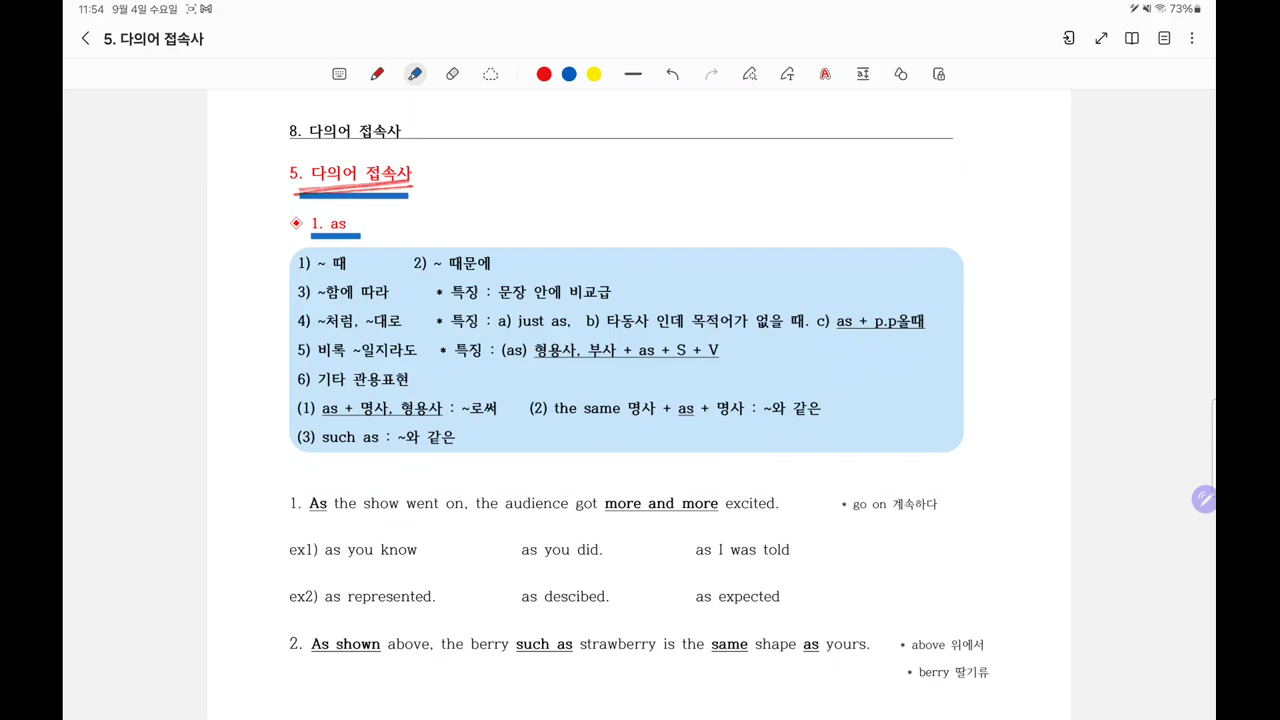 11:54 9월 4일 수요일 73%
5. 다의어 접속사
8. 다의어 접속사
5. 다의어 접속사
1. as
1) ~ 때 2) ~ 때문에
3) ~함에 따라 * 특징 : 문장 안에 비교급
4) ~처럼, ~대로 * 특징 : a) just as, b) 타동사 인데 목적어가 없을 때. c) as + p.p올때
5) 비록 ~일지라도 * 특징 : (as) 형용사, 부사 + as + S + V
6) 기타 관용표현
(1) as + 명사, 형용사 : ~로써 (2) the same 명사 + as + 명사 : ~와 같은
(3) such as : ~와 같은
1. As the show went on, the audience got more and more excited. * go on 계속하다
ex1) as you know as you did. as I was told
ex2) as represented. as descibed. as expected
2. As shown above, the berry such as strawberry is the same shape as yours. * above 위에서
* berry 딸기류